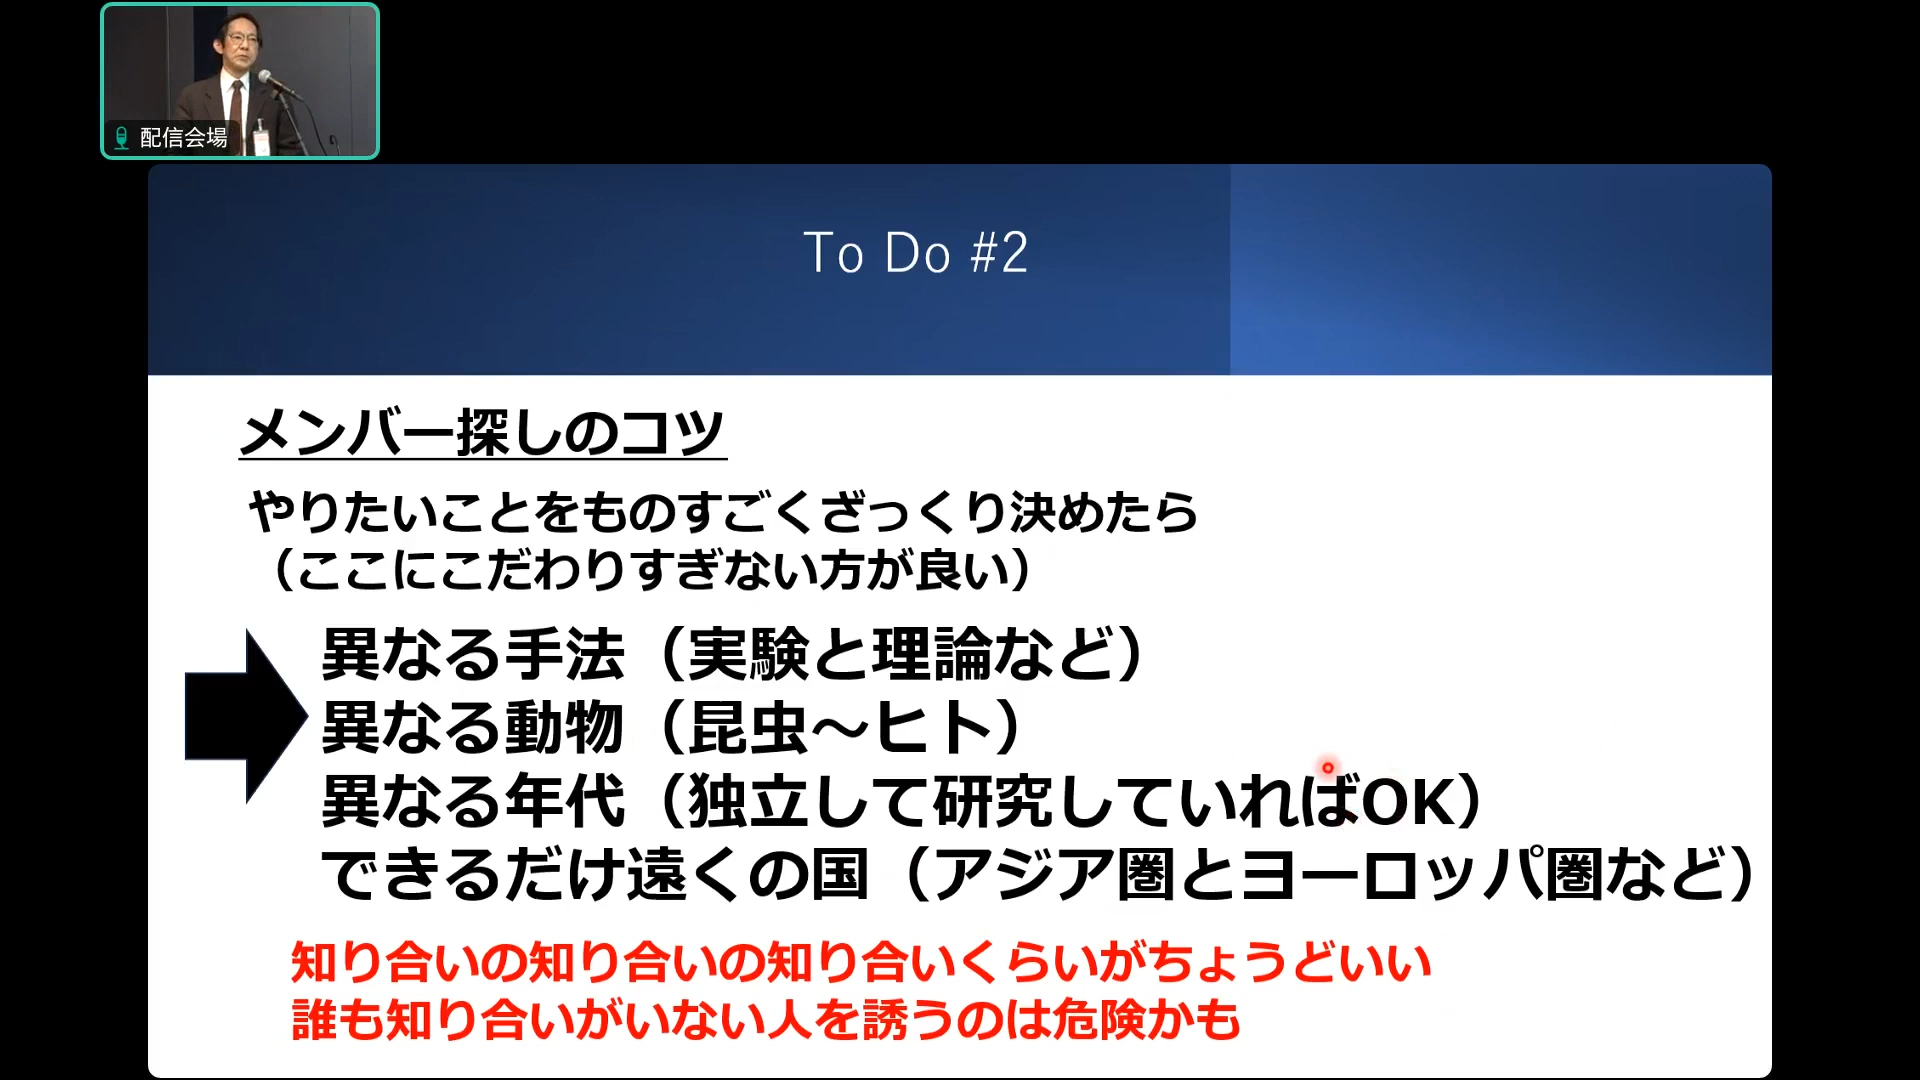 配信会場
To Do #2
メンバー探しのコツ
やりたいことをものすごくざっくり決めたら
（ここにこだわりすぎない方が良い）
異なる手法（実験と理論など）
異なる動物（昆虫～ヒト）
異なる年代（独立して研究していればOK）
できるだけ遠くの国（アジア圏とヨーロッパ圏など）
知り合いの知り合いの知り合いくらいがちょうどいい
誰も知り合いがいない人を誘うのは危険かも